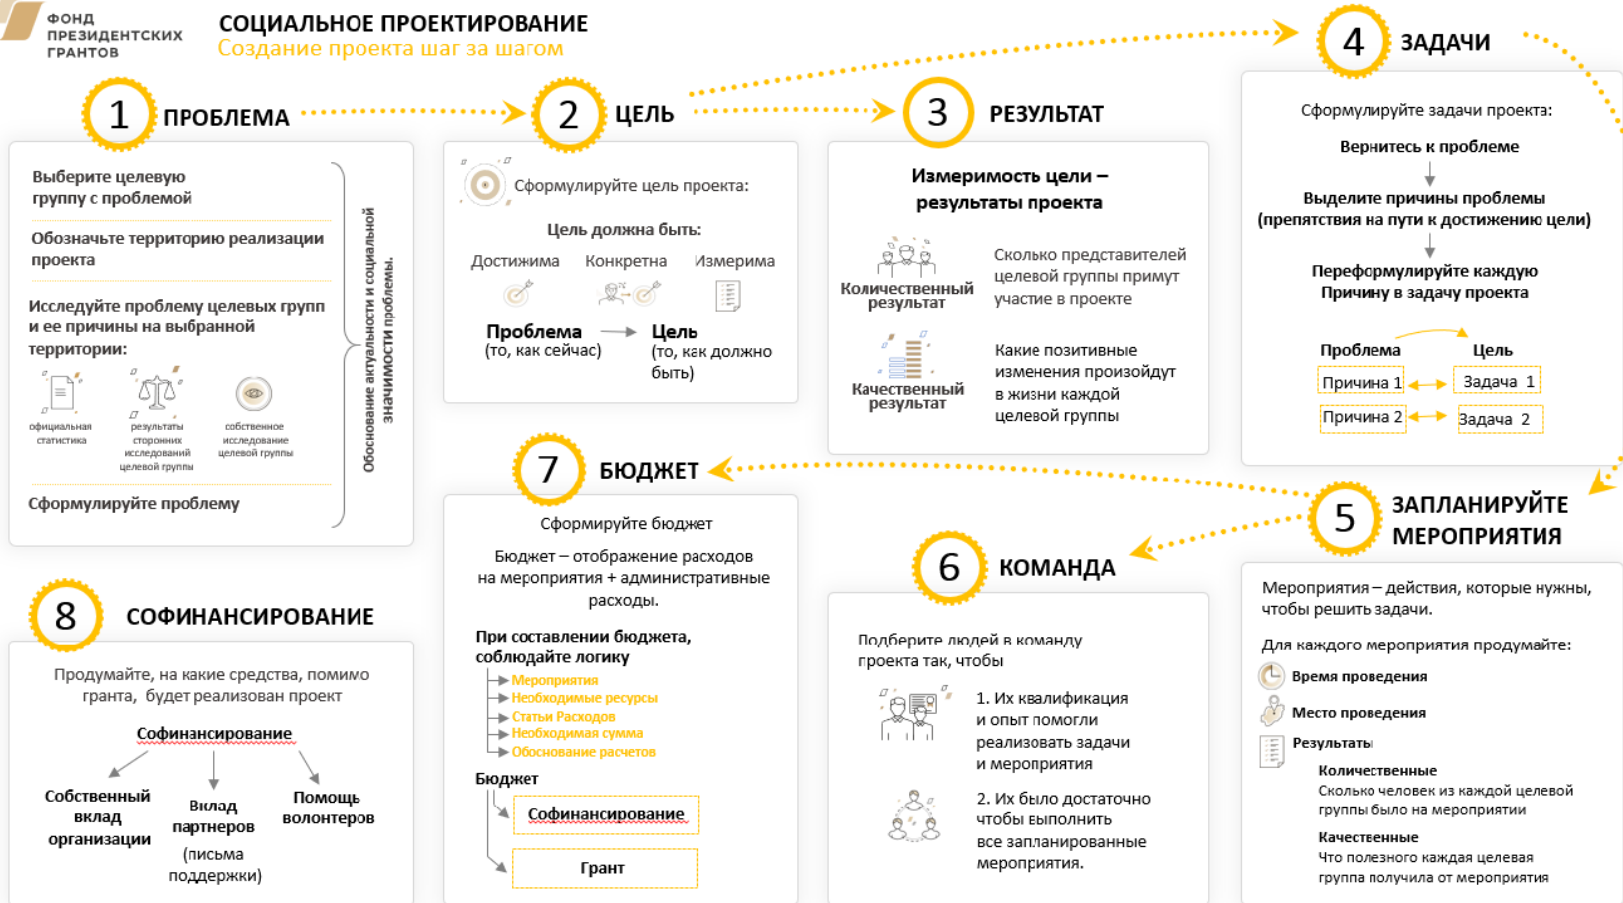 ФОНД
ПРЕЗИДЕНТСКИХ
ГРАНТОВ
СОЦИАЛЬНОЕ ПРОЕКТИРОВАНИЕ
Создание проекта шаг за шагом
1 ПРОБЛЕМА
Выберите целевую
группу с проблемой
Обозначьте территорию реализации
проекта
Исследуйте проблему целевых групп
и ее причины на выбранной
территории:
официальная
статистика
результаты
сторонних
исследований
целевой группы
собственное
исследование
целевой группы
Сформулируйте проблему
Обоснование актуальности и социальной
значимости проблемы.
2 ЦЕЛЬ
Сформулируйте цель проекта:
Цель должна быть:
Достижима Конкретна Измерима
Проблема
(то, как сейчас)
Цель
(то, как должно
быть)
3 РЕЗУЛЬТАТ
Измеримость цели –
результаты проекта
Количественный
результат
Сколько представителей
целевой группы примут
участие в проекте
Качественный
результат
Какие позитивные
изменения произойдут
в жизни каждой
целевой группы
4 ЗАДАЧИ
Сформулируйте задачи проекта:
Вернитесь к проблеме
Выделите причины проблемы
(препятствия на пути к достижению цели)
Переформулируйте каждую
Причину в задачу проекта
Проблема Цель
Причина 1 Задача 1
Причина 2 Задача 2
5 ЗАПЛАНИРУЙТЕ
МЕРОПРИЯТИЯ
Мероприятия – действия, которые нужны,
чтобы решить задачи.
Для каждого мероприятия продумайте:
Время проведения
Место проведения
Результаты
Количественные
Сколько человек из каждой целевой
группы было на мероприятии
Качественные
Что полезного каждая целевая
группа получила от мероприятия
6 КОМАНДА
Подберите людей в команду
проекта так, чтобы
1. Их квалификация
и опыт помогли
реализовать задачи
и мероприятия
2. Их было достаточно
чтобы выполнить
все запланированные
мероприятия.
7 БЮДЖЕТ
Сформируйте бюджет
Бюджет – отображение расходов
на мероприятия + административные
расходы.
При составлении бюджета,
соблюдайте логику
Мероприятия
Необходимые ресурсы
Статьи Расходов
Необходимая сумма
Обоснование расчетов
Бюджет
Софинансирование
Грант
8 СОФИНАНСИРОВАНИЕ
Продумайте, на какие средства, помимо
гранта, будет реализован проект
Софинансирование
Собственный
вклад
организации
Вклад
партнеров
(письма
поддержки)
Помощь
волонтеров